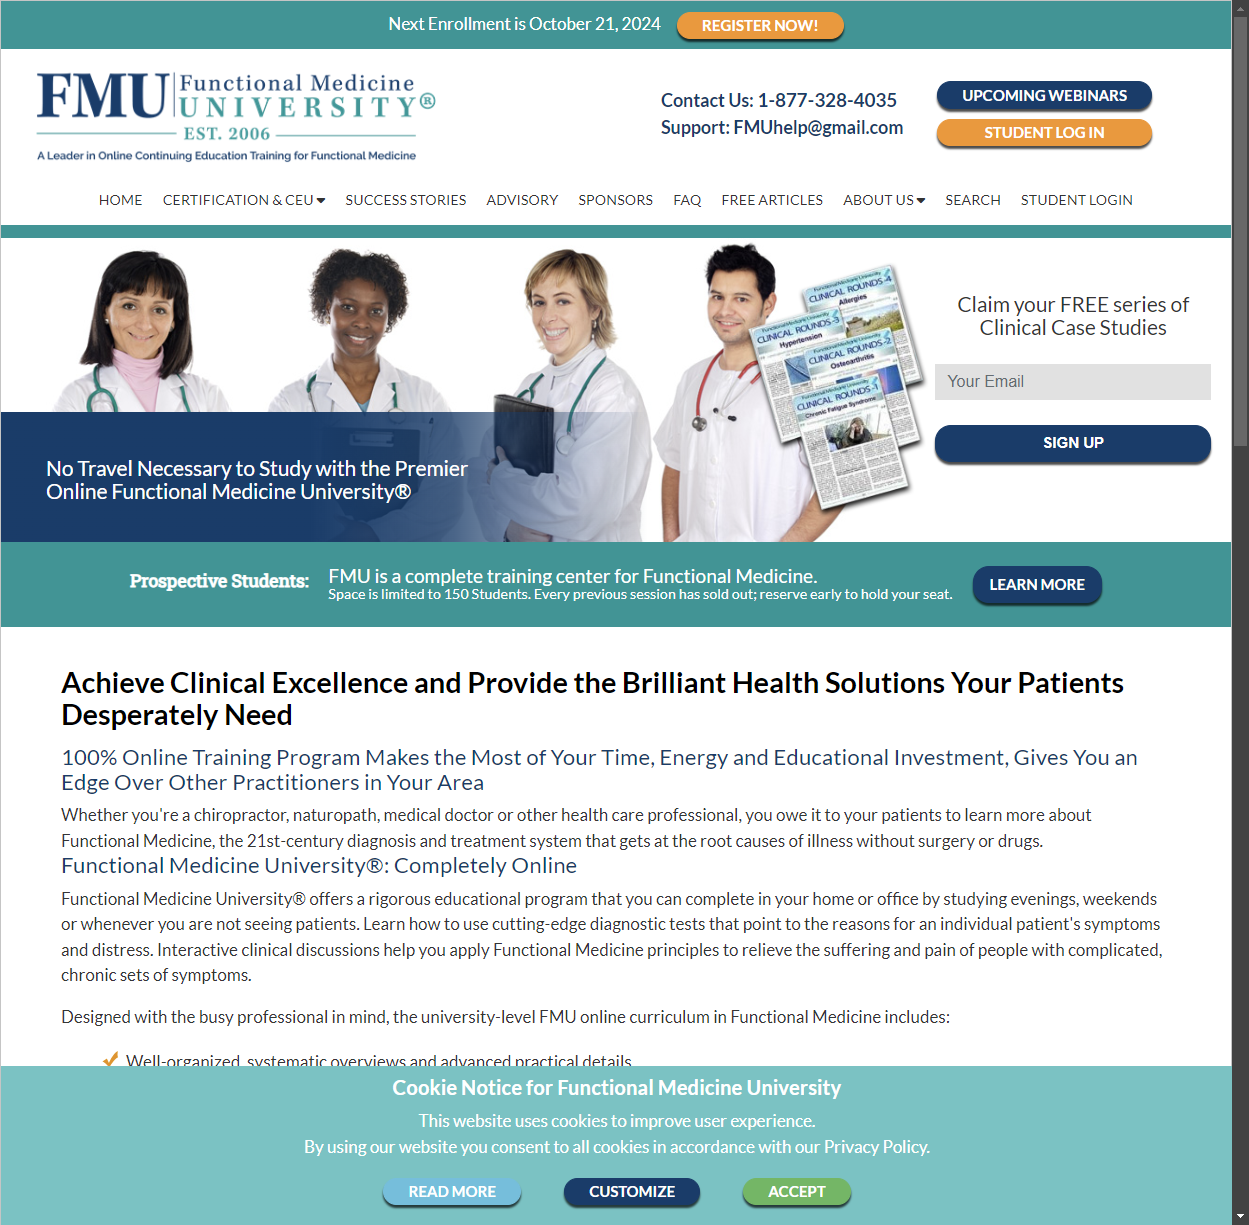 Next Enrollment is October 21, 2024
REGISTER NOW!
FMU Functional Medicine
UNIVERSITY®
EST. 2006
A Leader in Online Continuing Education Training for Functional Medicine
Contact Us: 1-877-328-4035
Support: FMUhelp@gmail.com
UPCOMING WEBINARS
STUDENT LOG IN
HOME CERTIFICATION & CEU SUCCESS STORIES ADVISORY SPONSORS FAQ FREE ARTICLES ABOUT US SEARCH STUDENT LOGIN
Functional Medicine University
CLINICAL ROUNDS-4
Allergies
Functional Medicine University
CLINICAL ROUNDS-3
Hypertension
Functional Medicine University
CLINICAL ROUNDS-2
Osteoarthritis
Functional Medicine University
CLINICAL ROUNDS-1
Chronic Fatigue Syndrome
No Travel Necessary to Study with the Premier
Online Functional Medicine University®
Claim your FREE series of
Clinical Case Studies
Your Email
SIGN UP
Prospective Students:
FMU is a complete training center for Functional Medicine.
Space is limited to 150 Students. Every previous session has sold out; reserve early to hold your seat.
LEARN MORE
Achieve Clinical Excellence and Provide the Brilliant Health Solutions Your Patients
Desperately Need
100% Online Training Program Makes the Most of Your Time, Energy and Educational Investment, Gives You an
Edge Over Other Practitioners in Your Area
Whether you're a chiropractor, naturopath, medical doctor or other health care professional, you owe it to your patients to learn more about
Functional Medicine, the 21st-century diagnosis and treatment system that gets at the root causes of illness without surgery or drugs.
Functional Medicine University®: Completely Online
Functional Medicine University® offers a rigorous educational program that you can complete in your home or office by studying evenings, weekends
or whenever you are not seeing patients. Learn how to use cutting-edge diagnostic tests that point to the reasons for an individual patient's symptoms
and distress. Interactive clinical discussions help you apply Functional Medicine principles to relieve the suffering and pain of people with complicated,
chronic sets of symptoms.
Designed with the busy professional in mind, the university-level FMU online curriculum in Functional Medicine includes:
Well-organized, systematic overviews and advanced practical details
Cookie Notice for Functional Medicine University
This website uses cookies to improve user experience.
By using our website you consent to all cookies in accordance with our Privacy Policy.
READ MORE
CUSTOMIZE
ACCEPT